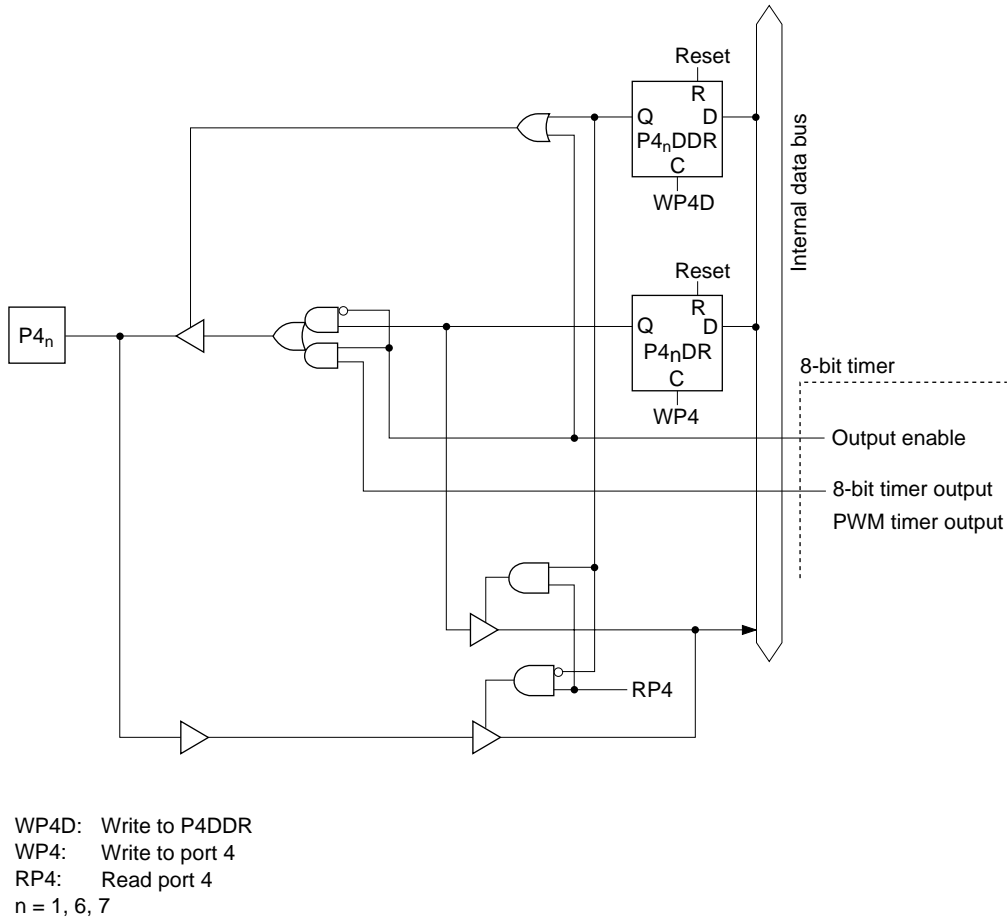 Reset
R
Q D
P4nDDR
C
WP4D
Internal data bus
Reset
R
Q D
P4nDR
C
WP4
P4n
8-bit timer
Output enable
8-bit timer output
PWM timer output
RP4
WP4D: Write to P4DDR
WP4: Write to port 4
RP4: Read port 4
n = 1, 6, 7